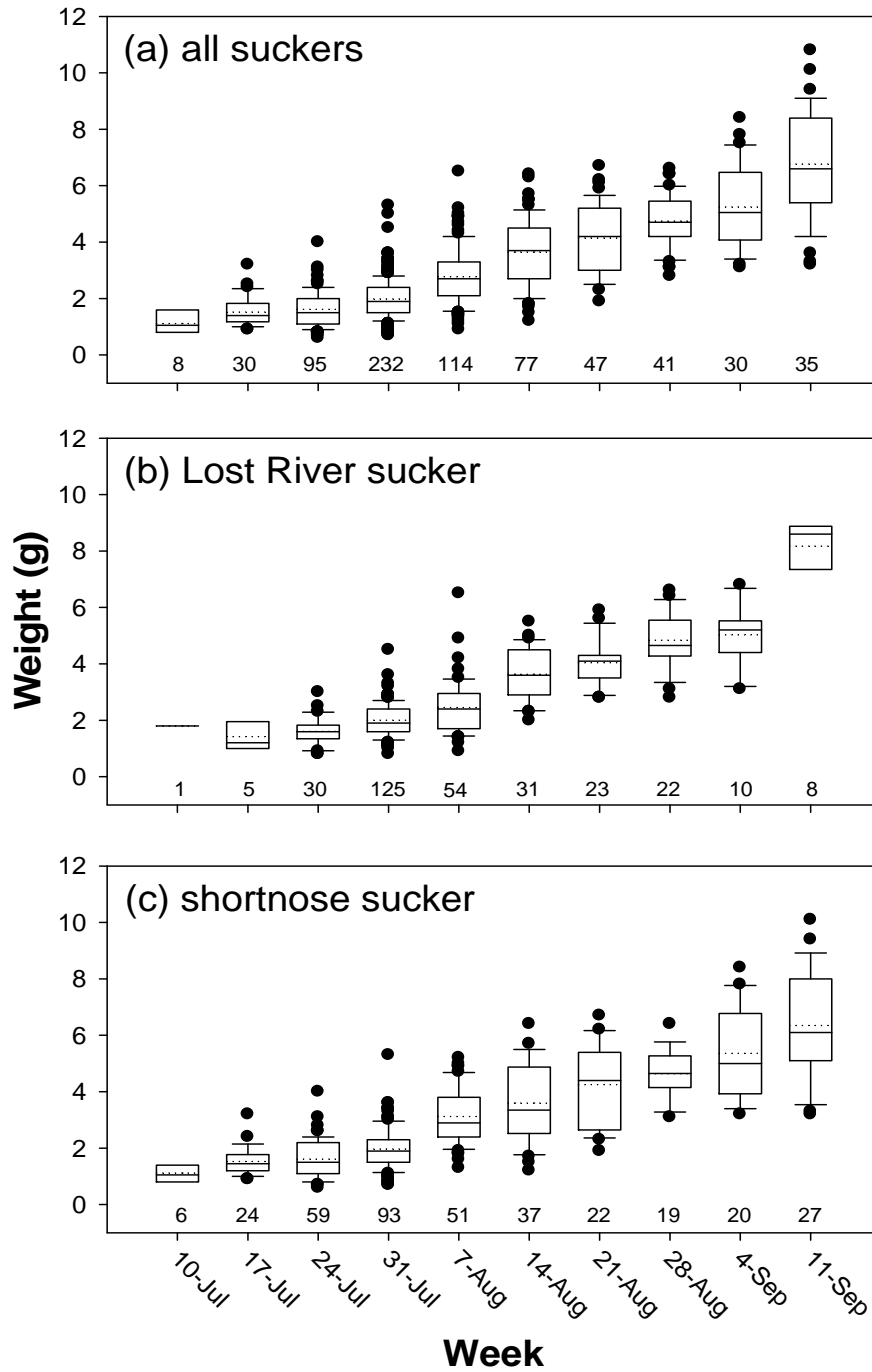 12
(a) all suckers
10
8
6
4
2
0
8 30 95 232 114 77 47 41 30 35
12
(b) Lost River sucker
10
8
6
4
2
0
1 5 30 125 54 31 23 22 10 8
Weight (g)
12
(c) shortnose sucker
10
8
6
4
2
0
6 24 59 93 51 37 22 19 20 27
10-Jul 17-Jul 24-Jul 31-Jul 7-Aug 14-Aug 21-Aug 28-Aug 4-Sep 11-Sep
Week